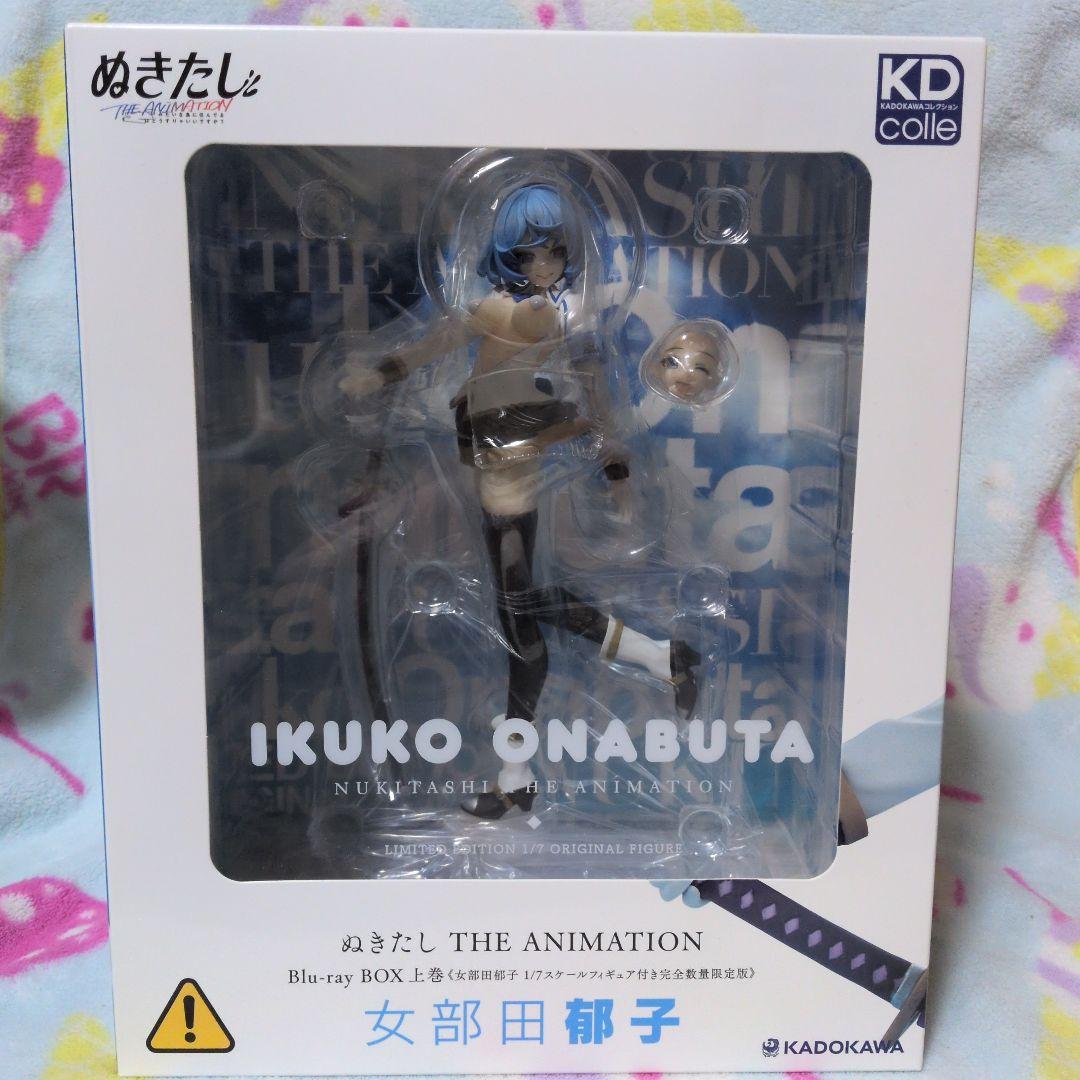 ぬきたし
THE ANIMATION
KD
KADOKAWAコレクション
colle
THE ANIMATION
IKUKO ONABUTA
NUKITASHI THE ANIMATION
LIMITED EDITION 1/7 ORIGINAL FIGURE
ぬきたし THE ANIMATION
Blu-ray BOX 上巻《女部田郁子 1/7スケールフィギュア付き完全数量限定版》
女部田郁子
KADOKAWA